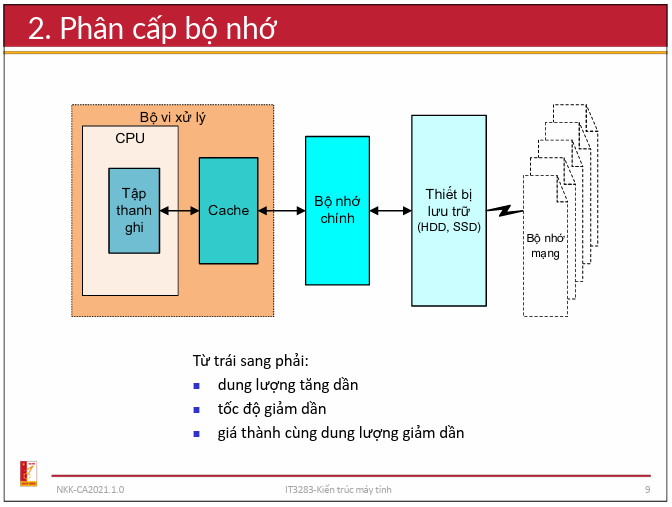 2. Phân cấp bộ nhớ
Bộ vi xử lý
CPU
Tập
thanh
ghi
Cache
Bộ nhớ
chính
Thiết bị
lưu trữ
(HDD, SSD)
Bộ nhớ
mạng
Từ trái sang phải:
dung lượng tăng dần
tốc độ giảm dần
giá thành cùng dung lượng giảm dần
NKK-CA2021.1.0
IT3283-Kiến trúc máy tính
9